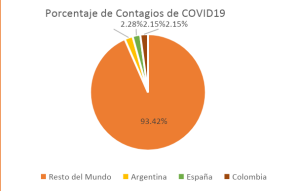 Porcentaje de Contagios de COVID19
2.28%2.15%2.15%
93.42%
Resto del Mundo Argentina España Colombia